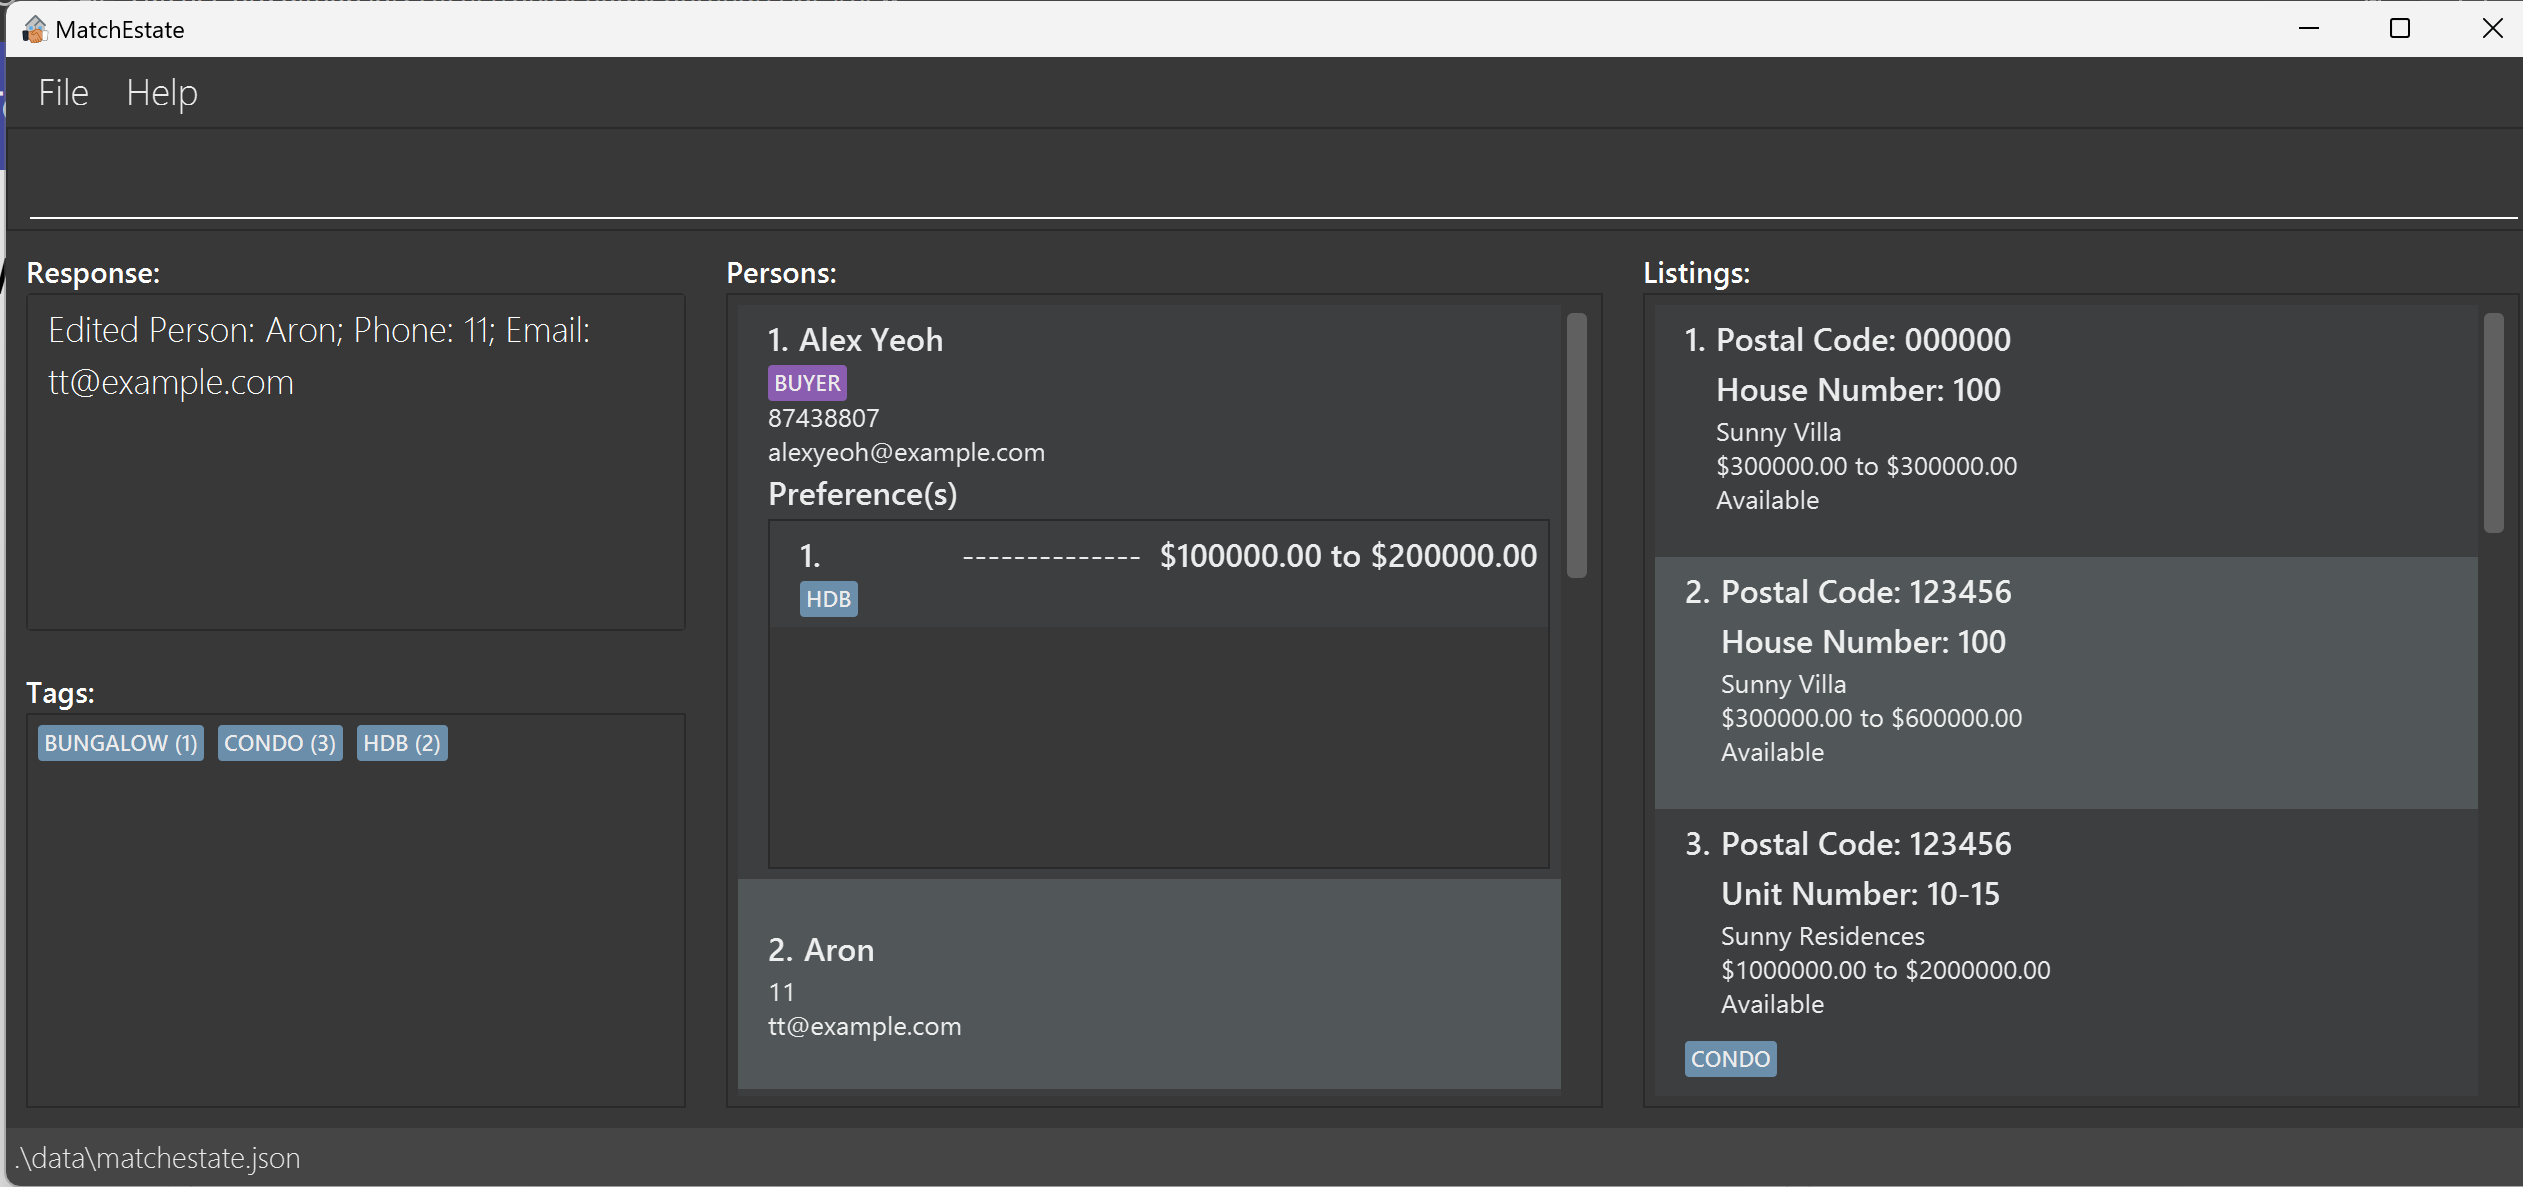 MatchEstate
File Help
Response:
Edited Person: Aron; Phone: 11; Email:
tt@example.com
Tags:
BUNGALOW (1) CONDO (3) HDB (2)
Persons:
1. Alex Yeoh
BUYER
87438807
alexyeoh@example.com
Preference(s)
1. -------------- $100000.00 to $200000.00
HDB
2. Aron
11
tt@example.com
Listings:
1. Postal Code: 000000
House Number: 100
Sunny Villa
$300000.00 to $300000.00
Available
2. Postal Code: 123456
House Number: 100
Sunny Villa
$300000.00 to $600000.00
Available
3. Postal Code: 123456
Unit Number: 10-15
Sunny Residences
$1000000.00 to $2000000.00
Available
CONDO
.\data\matchestate.json